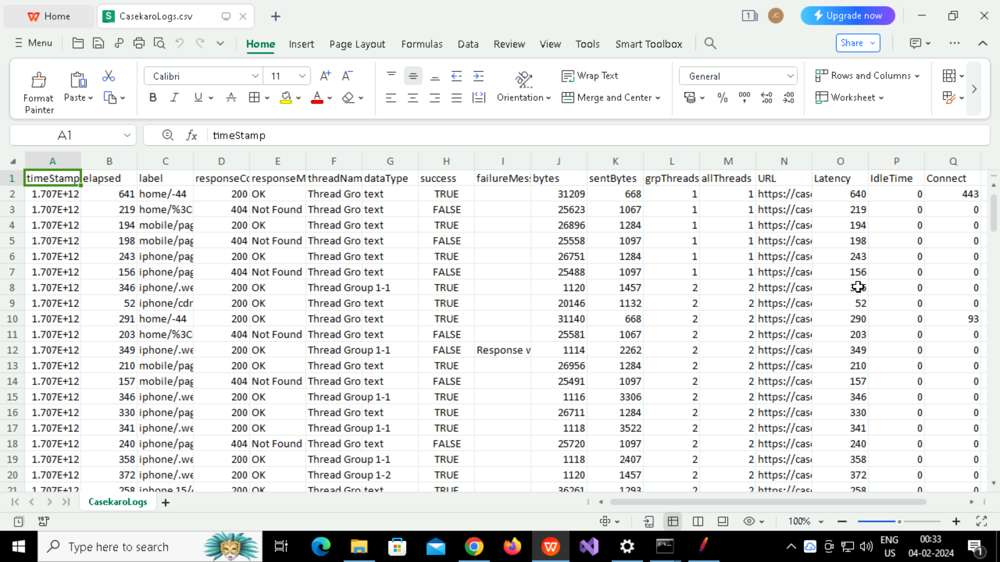 Home
CasekaroLogs.csv
1
JC
Upgrade now
Menu
Home Insert Page Layout Formulas Data Review View Tools Smart Toolbox
Share
Format Painter
Paste
Calibri 11
Wrap Text
Orientation
Merge and Center
General
Rows and Columns
Worksheet
A1
fx timeStamp
A B C D E F G H I J K L M N O P Q
1 timeStamp elapsed label responseCo responseM threadNam dataType success failureMes bytes sentBytes grpThreads allThreads URL Latency IdleTime Connect
2 1.707E+12 641 home/-44 200 OK Thread Gro text TRUE 31209 668 1 1 https://cas 640 0 443
3 1.707E+12 219 home/%3C 404 Not Found Thread Gro text FALSE 25623 1067 1 1 https://cas 219 0 0
4 1.707E+12 194 mobile/pag 200 OK Thread Gro text TRUE 26896 1284 1 1 https://cas 194 0 0
5 1.707E+12 198 mobile/pag 404 Not Found Thread Gro text FALSE 25558 1097 1 1 https://cas 198 0 0
6 1.707E+12 243 iphone/pag 200 OK Thread Gro text TRUE 26751 1284 1 1 https://cas 243 0 0
7 1.707E+12 156 iphone/pag 404 Not Found Thread Gro text FALSE 25488 1097 1 1 https://cas 156 0 0
8 1.707E+12 346 iphone/.we 200 OK Thread Group 1-1 TRUE 1120 1457 2 2 https://cas 0 0
9 1.707E+12 52 iphone/cdn 200 OK Thread Gro text TRUE 20146 1132 2 2 https://cas 52 0 0
10 1.707E+12 291 home/-44 200 OK Thread Gro text TRUE 31140 668 2 2 https://cas 290 0 93
11 1.707E+12 203 home/%3C 404 Not Found Thread Gro text FALSE 25581 1067 2 2 https://cas 203 0 0
12 1.707E+12 349 iphone/.we 200 OK Thread Group 1-1 FALSE Response w 1114 2262 2 2 https://cas 349 0 0
13 1.707E+12 210 mobile/pag 200 OK Thread Gro text TRUE 26956 1284 2 2 https://cas 210 0 0
14 1.707E+12 157 mobile/pag 404 Not Found Thread Gro text FALSE 25491 1097 2 2 https://cas 157 0 0
15 1.707E+12 346 iphone/.we 200 OK Thread Group 1-1 TRUE 1116 3306 2 2 https://cas 346 0 0
16 1.707E+12 330 iphone/pag 200 OK Thread Gro text TRUE 26711 1284 2 2 https://cas 330 0 0
17 1.707E+12 341 iphone/.we 200 OK Thread Group 1-1 TRUE 1118 3522 2 2 https://cas 341 0 0
18 1.707E+12 240 iphone/pag 404 Not Found Thread Gro text FALSE 25720 1097 2 2 https://cas 240 0 0
19 1.707E+12 358 iphone/.we 200 OK Thread Group 1-1 TRUE 1118 2407 2 2 https://cas 358 0 0
20 1.707E+12 372 iphone/.we 200 OK Thread Group 1-2 TRUE 1120 1457 2 2 https://cas 372 0 0
21 1.707E+12 258 iphone 15/ 200 OK Thread Gro text TRUE 36261 1293 2 2 https://cas 258 0 0
CasekaroLogs
100%
Type here to search
ENG US
00:33
04-02-2024
1